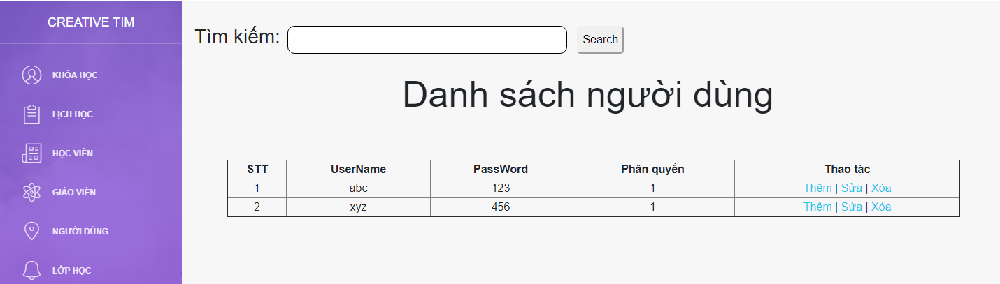 CREATIVE TIM
KHÓA HỌC
LỊCH HỌC
HỌC VIÊN
GIÁO VIÊN
NGƯỜI DÙNG
LỚP HỌC
Tìm kiếm: Search
Danh sách người dùng
STT UserName PassWord Phân quyền Thao tác
1 abc 123 1 Thêm | Sửa | Xóa
2 xyz 456 1 Thêm | Sửa | Xóa